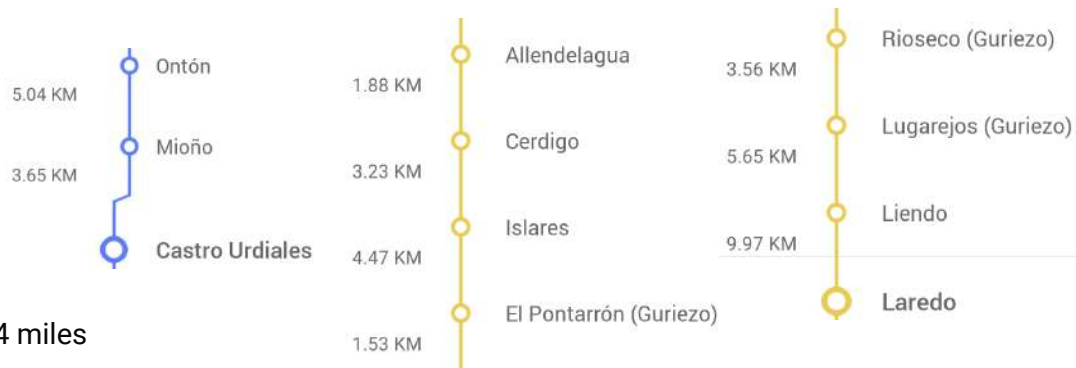 Ontón
5.04 KM
Mioño
3.65 KM
Castro Urdiales
4 miles
Allendelagua
1.88 KM
Cerdigo
3.23 KM
Islares
4.47 KM
El Pontarrón (Guriezo)
1.53 KM
Rioseco (Guriezo)
3.56 KM
Lugarejos (Guriezo)
5.65 KM
Liendo
9.97 KM
Laredo